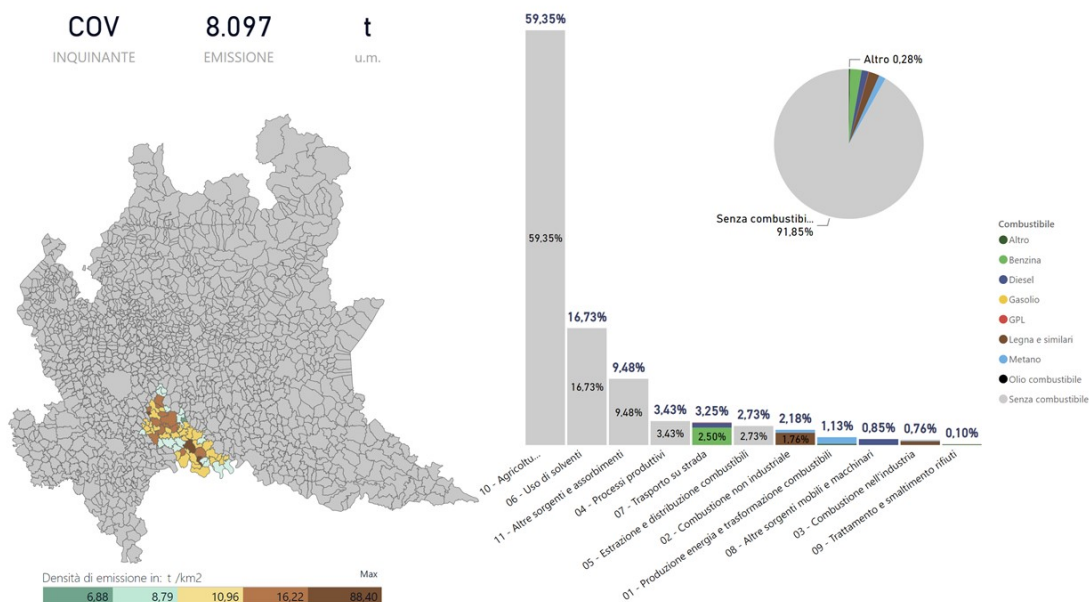 COV 8.097 t
INQUINANTE EMISSIONE u.m.
59,35%
Altro 0,28%
Senza combustibi...
91,85%
59,35%
16,73%
16,73%
9,48%
9,48%
3,43%
3,43%
3,25%
2.50%
2,73%
2.73%
2,18%
1,76%
1,13%
0,85%
0,76%
0,10%
Combustibile
Altro
Benzina
Diesel
Gasolio
GPL
Legna e similari
Metano
Olio combustibile
Senza combustibile
10 - Agricoltu...
06 - Uso di solventi
11 - Altre sorgenti e assorbimenti
04 - Processi produttivi
07 - Trasporto su strada
05 - Estrazione e distribuzione combustibili
02 - Combustione non industriale
01 - Produzione energia e trasformazione combustibili
08 - Altre sorgenti mobili e macchinari
03 - Combustione nell'industria
09 - Trattamento e smaltimento rifiuti
Densità di emissione in: t /km2 Max
6,88 8,79 10,96 16,22 88,40